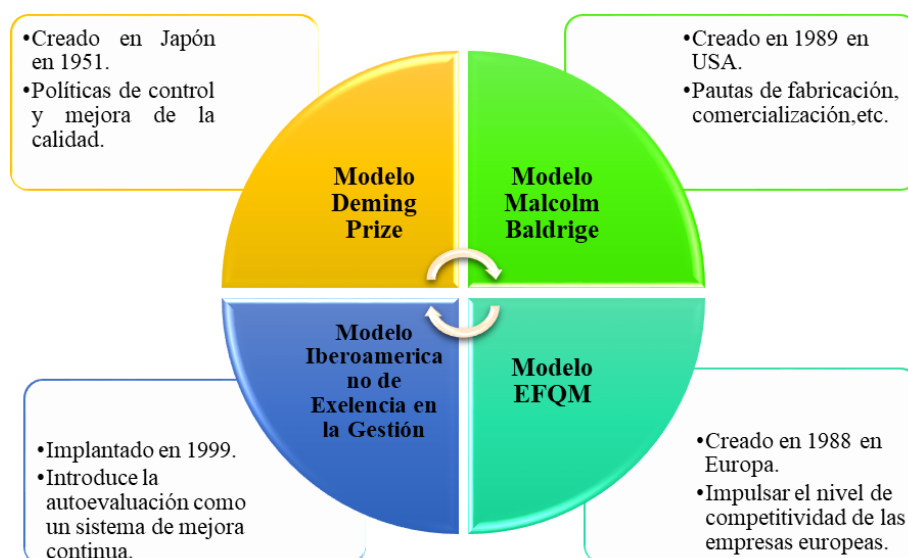 •Creado en Japón
en 1951.
•Políticas de control
y mejora de la
calidad.
Modelo
Deming
Prize
Modelo
Malcolm
Baldrige
•Creado en 1989 en
USA.
•Pautas de fabricación,
comercialización,etc.
•Implantado en 1999.
•Introduce la
autoevaluación como
un sistema de mejora
continua.
Modelo
Iberoamerica
no de
Exelencia en
la Gestión
Modelo
EFQM
•Creado en 1988 en
Europa.
•Impulsar el nivel de
competitividad de las
empresas europeas.